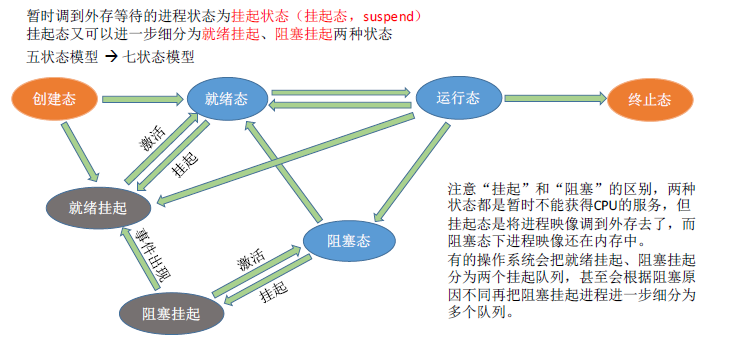 暂时调到外存等待的进程状态为挂起状态（挂起态，suspend）
挂起态又可以进一步细分为就绪挂起、阻塞挂起两种状态
五状态模型→七状态模型
创建态
就绪态
运行态
终止态
激活
挂起
就绪挂起
阻塞态
事件出现
激活
挂起
阻塞挂起
注意“挂起”和“阻塞”的区别，两种
状态都是暂时不能获得CPU的服务，但
挂起态是将进程映像调到外存去了，而
阻塞态下进程映像还在内存中。
有的操作系统会把就绪挂起、阻塞挂起
分为两个挂起队列，甚至会根据阻塞原
因不同再把阻塞挂起进程进一步细分为
多个队列。